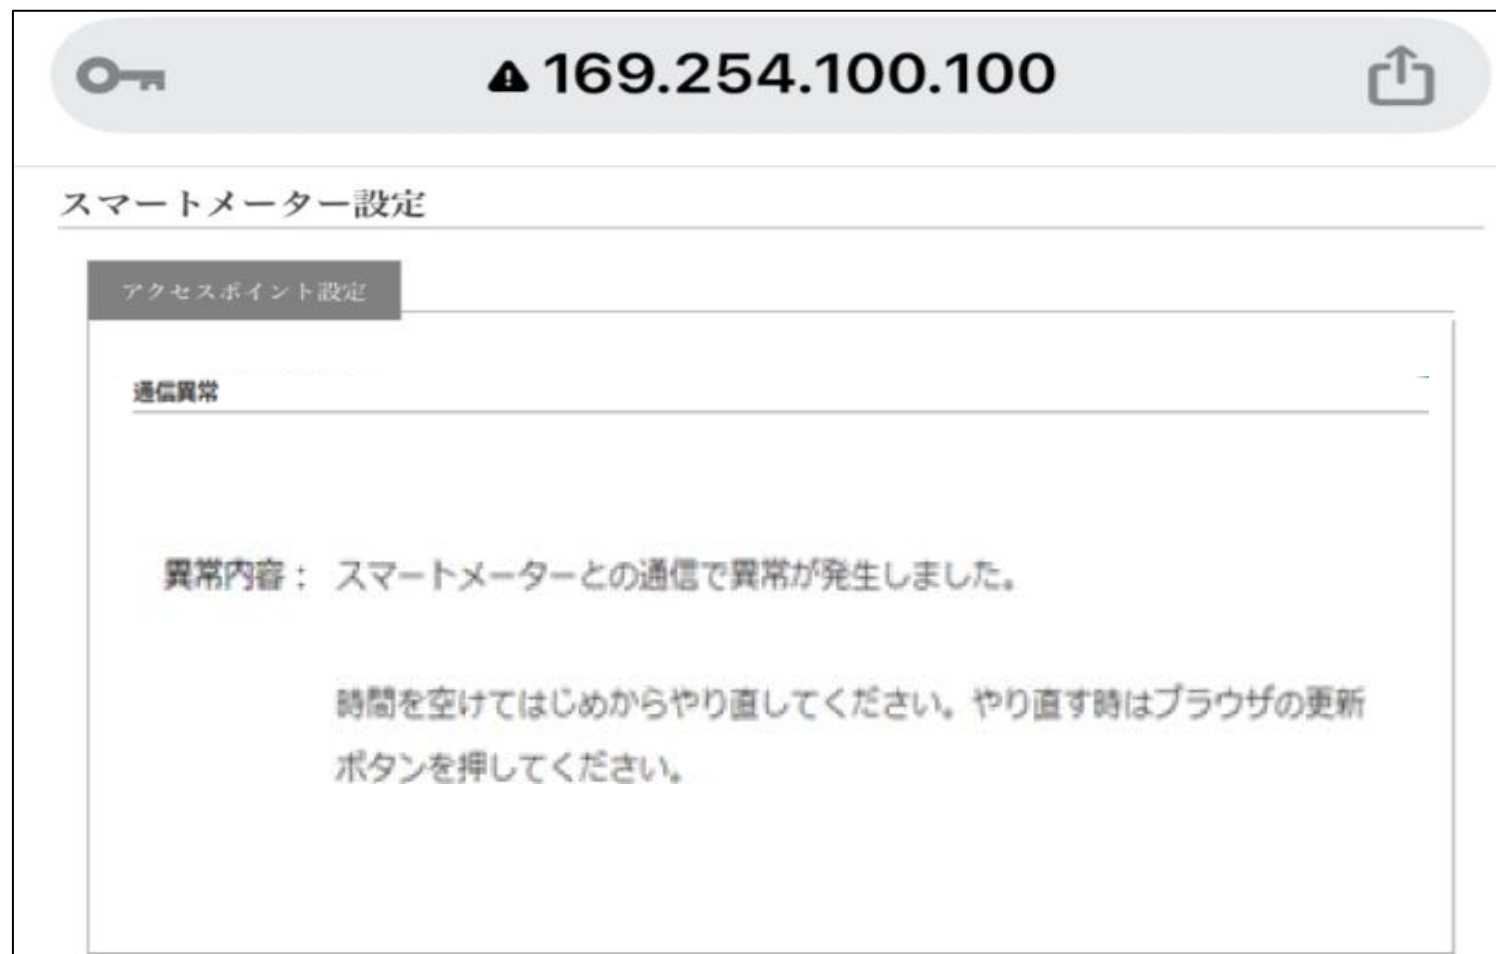 169.254.100.100
スマートメーター設定
アクセスポイント設定
通信異常
異常内容： スマートメーターとの通信で異常が発生しました。
時間を空けてはじめからやり直してください。やり直す時はブラウザの更新
ボタンを押してください。